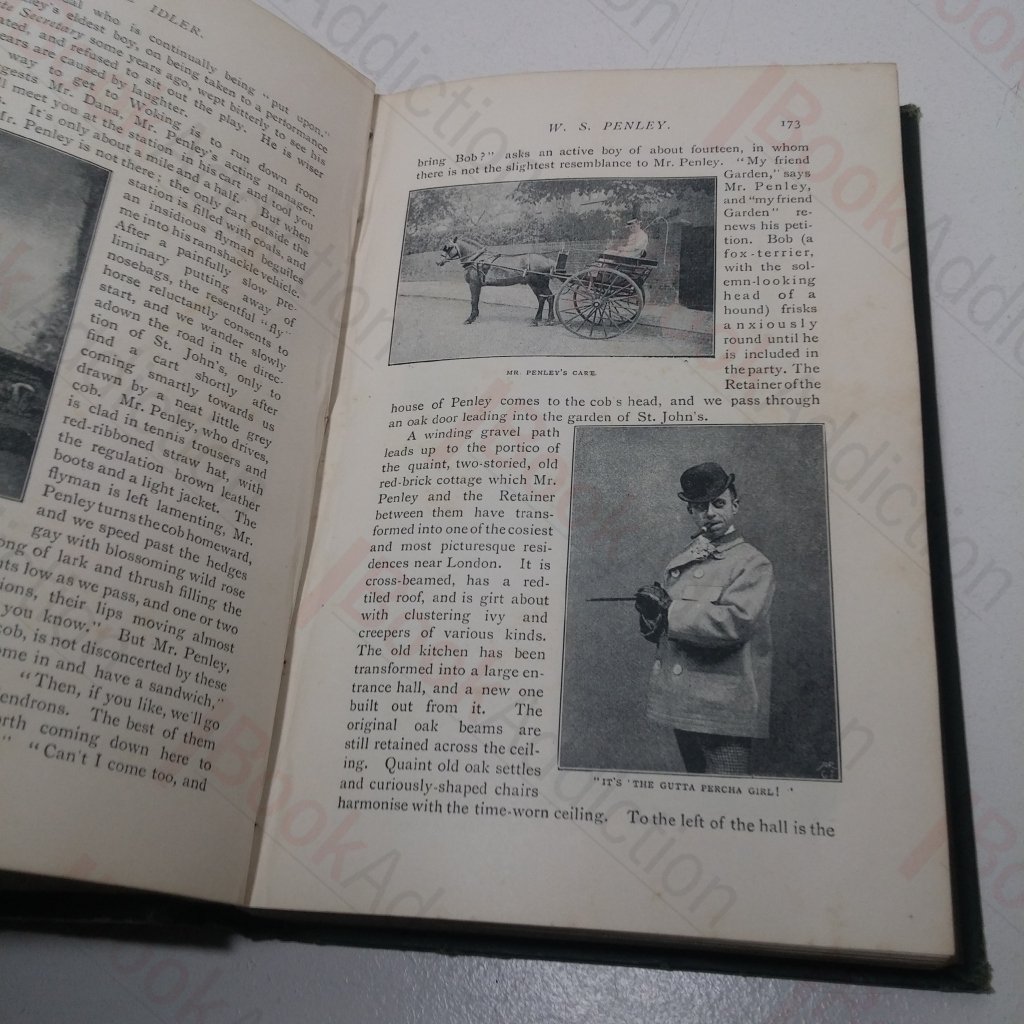 IDLER.
who is continually being "put upon."
eldest boy, on being taken to a performance
Secretary some years ago, wept bitterly to see his
and refused to sit out the play. He is wiser
are caused by laughter.
way to get to Woking is to run down from
Mr. Dana, Mr. Penley's acting manager.
meet you at the station in his cart and tool you
It's only about a mile and a half. But when
Mr. Penley is not there; the only cart outside the
station is filled with coals, and
an insidious flyman beguiles
me into his ramshackle vehicle.
After a painfully slow pre-
liminary putting away of
nosebags, the resentful "fly"
horse reluctantly consents to
start, and we wander slowly
adown the road in the direc-
tion of St. John's, only to
find a cart shortly after
coming smartly towards us
drawn by a neat little grey
cob. Mr. Penley, who drives,
is clad in tennis trousers and
red-ribboned straw hat, with
the regulation brown leather
boots and a light jacket. The
flyman is left lamenting, Mr.
Penley turns the cob homeward,
and we speed past the hedges
gay with blossoming wild rose
of lark and thrush filling the
low as we pass, and one or two
their lips moving almost
you know." But Mr. Penley,
cob, is not disconcerted by these
in and have a sandwich,"
"Then, if you like, we'll go
The best of them
coming down here to
"Can't I come too, and
W. S. PENLEY. 173
bring Bob?" asks an active boy of about fourteen, in whom
there is not the slightest resemblance to Mr. Penley. "My friend
Garden," says
Mr. Penley,
and "my friend
Garden" re-
news his peti-
tion. Bob (a
fox-terrier,
with the sol-
emn-looking
head of a
hound) frisks
anxiously
round until he
is included in
the party. The
Retainer of the
MR. PENLEY'S CART.
house of Penley comes to the cob's head, and we pass through
an oak door leading into the garden of St. John's.
A winding gravel path
leads up to the portico of
the quaint, two-storied, old
red-brick cottage which Mr.
Penley and the Retainer
between them have trans-
formed into one of the cosiest
and most picturesque resi-
dences near London. It is
cross-beamed, has a red-
tiled roof, and is girt about
with clustering ivy and
creepers of various kinds.
The old kitchen has been
transformed into a large en-
trance hall, and a new one
built out from it. The
original oak beams are
still retained across the ceil-
ing. Quaint old oak settles
and curiously-shaped chairs
"IT'S 'THE GUTTA PERCHA GIRL!'
harmonise with the time-worn ceiling. To the left of the hall is the
BookAddiction